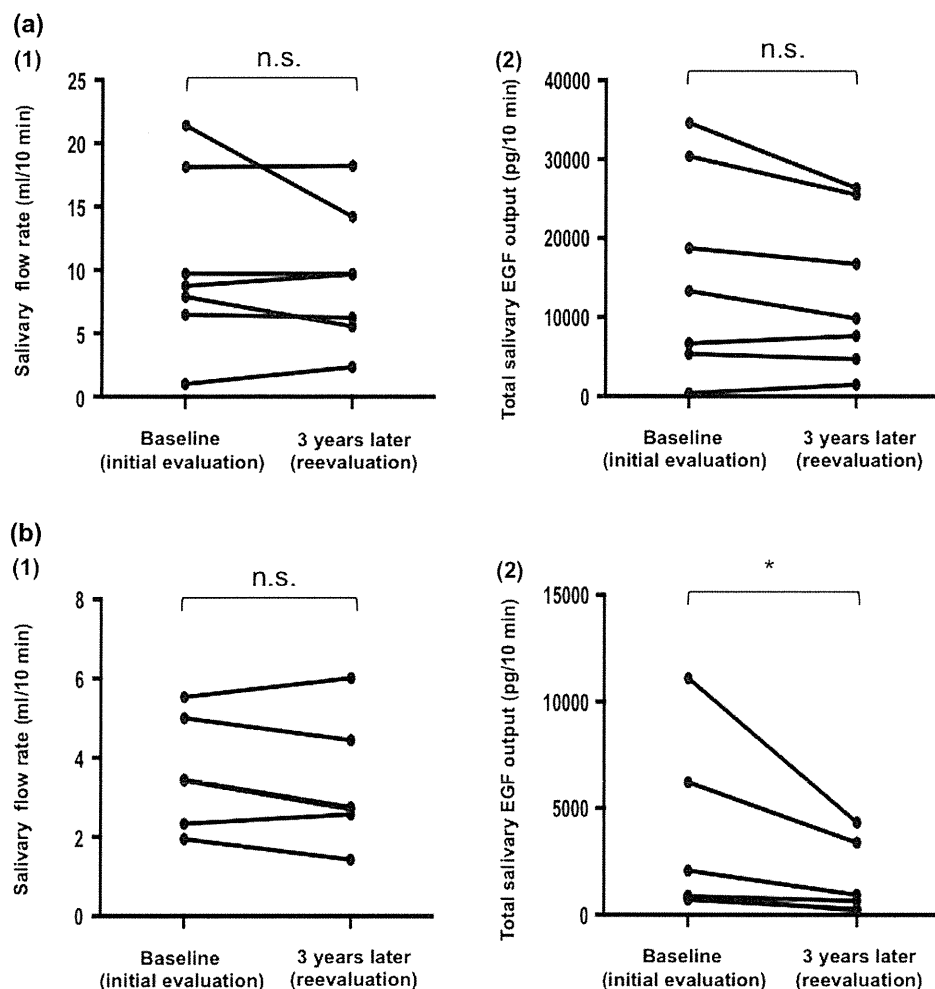 (a)
(1)
n.s.
Salivary flow rate (ml/10 min)
25
20
15
10
5
0
Baseline
(initial evaluation)
3 years later
(reevaluation)
(2)
n.s.
Total salivary EGF output (pg/10 min)
40000
30000
20000
10000
0
Baseline
(initial evaluation)
3 years later
(reevaluation)
(b)
(1)
n.s.
Salivary flow rate (ml/10 min)
8
6
4
2
0
Baseline
(initial evaluation)
3 years later
(reevaluation)
(2)
*
Total salivary EGF output (pg/10 min)
15000
10000
5000
0
Baseline
(initial evaluation)
3 years later
(reevaluation)